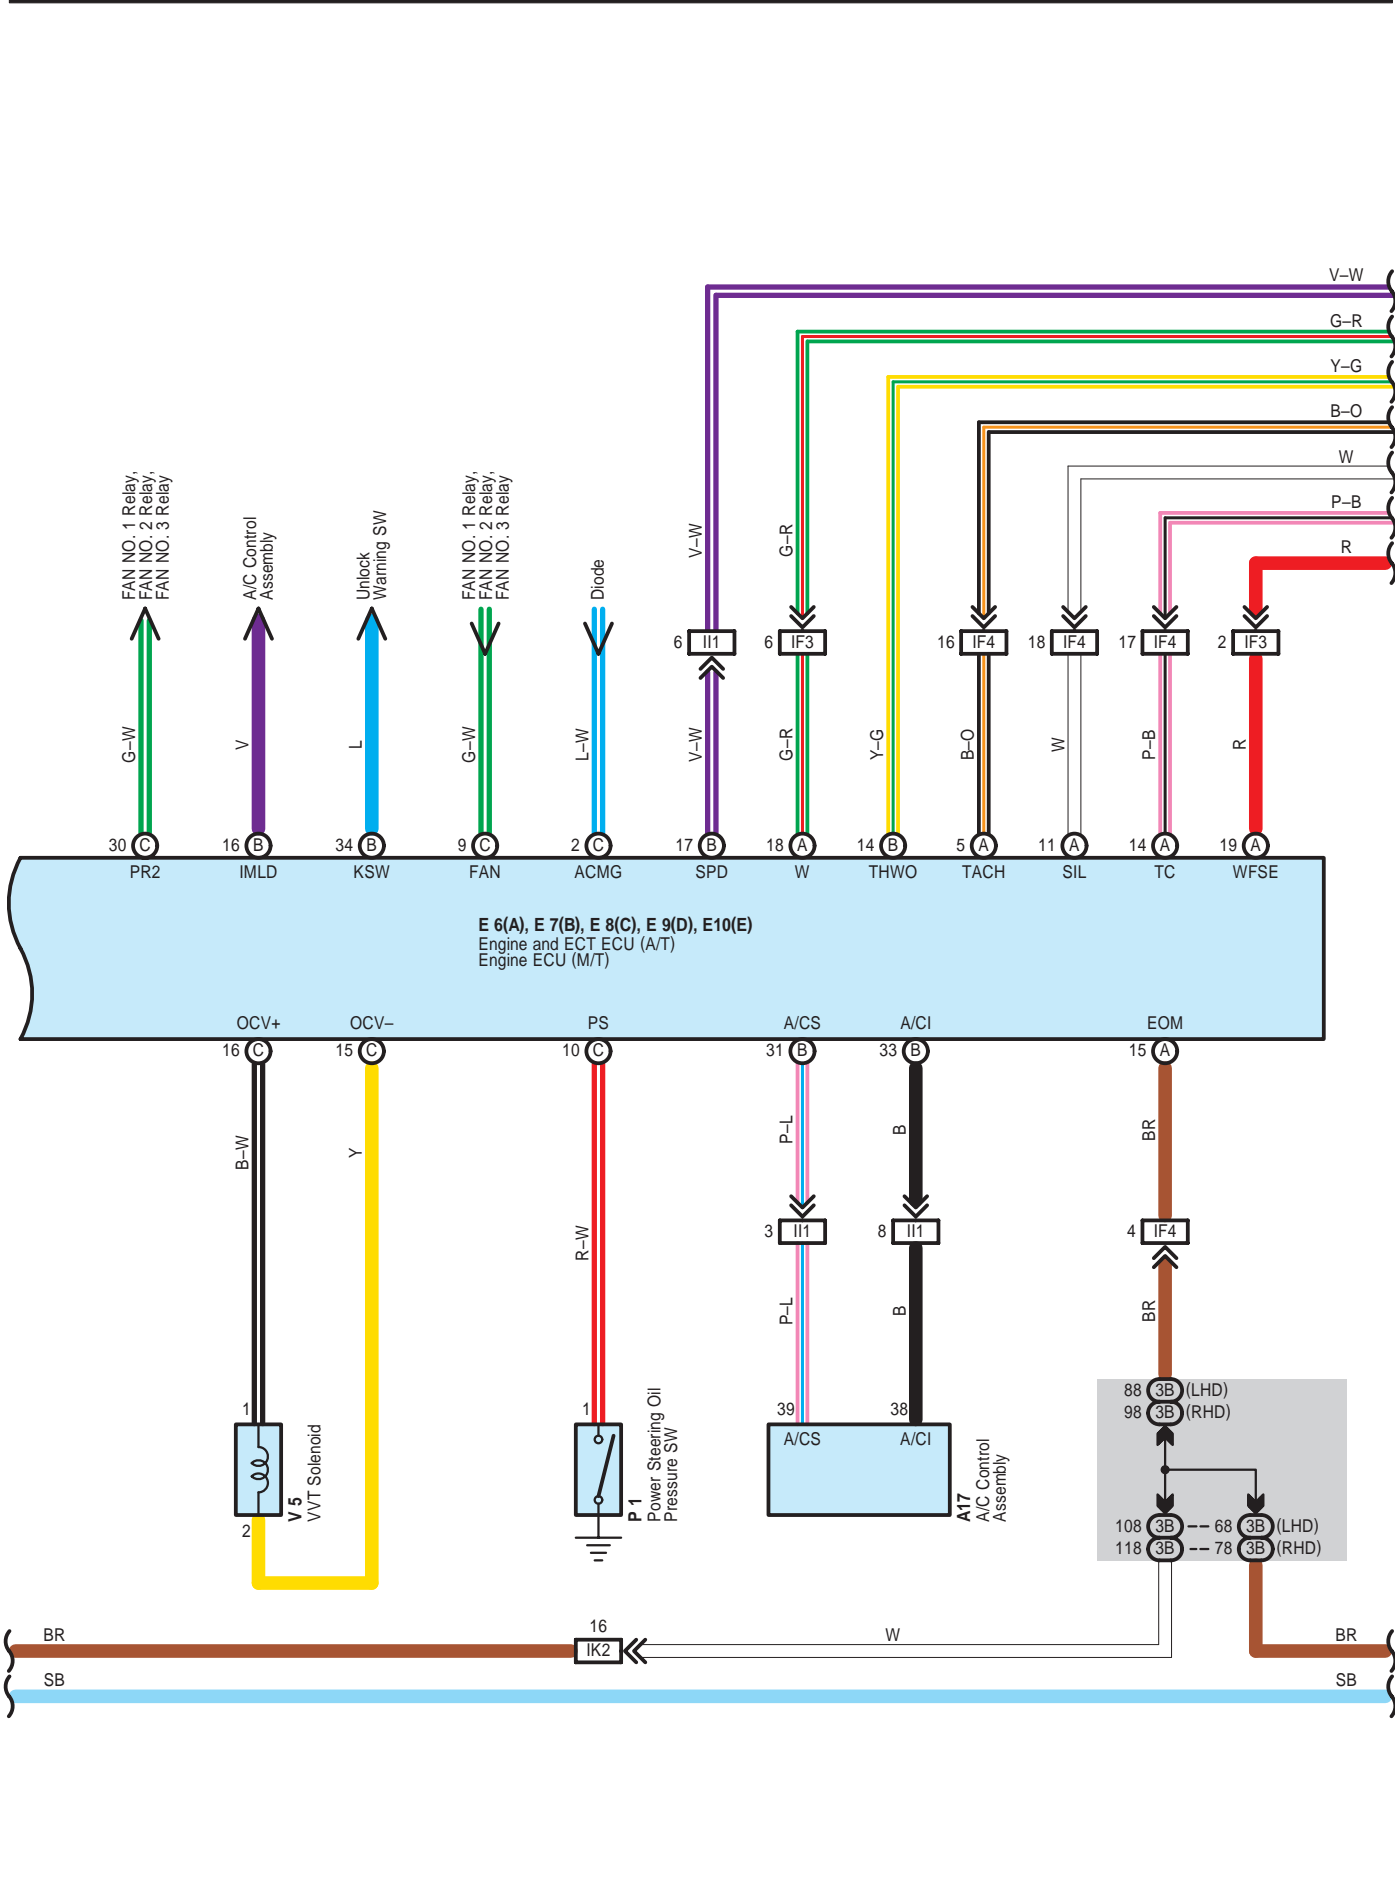 V–W
G–R
Y–G
B–O
W
P–B
R
FAN NO. 1 Relay,
FAN NO. 2 Relay,
FAN NO. 3 Relay
A/C Control
Assembly
Unlock
Warning SW
FAN NO. 1 Relay,
FAN NO. 2 Relay,
FAN NO. 3 Relay
Diode
V–W
G–R
6 II1
6 IF3
16 IF4
18 IF4
17 IF4
2 IF3
G–W
V
L
G–W
L–W
V–W
G–R
Y–G
B–O
W
P–B
R
30 C
16 B
34 B
9 C
2 C
17 B
18 A
14 B
5 A
11 A
14 A
19 A
PR2
IMLD
KSW
FAN
ACMG
SPD
W
THWO
TACH
SIL
TC
WFSE
E 6(A), E 7(B), E 8(C), E 9(D), E10(E)
Engine and ECT ECU (A/T)
Engine ECU (M/T)
OCV+
OCV–
PS
A/CS
A/CI
EOM
16 C
15 C
10 C
31 B
33 B
15 A
B–W
Y
R–W
P–L
B
BR
3 II1
8 II1
4 IF4
P–L
B
BR
1
1
39
38
A/CS
A/CI
V 5
VVT Solenoid
P 1
Power Steering Oil
Pressure SW
A17
A/C Control
Assembly
2
88 3B (LHD)
98 3B (RHD)
108 3B -- 68 3B (LHD)
118 3B -- 78 3B (RHD)
BR
16
IK2
W
BR
SB
SB